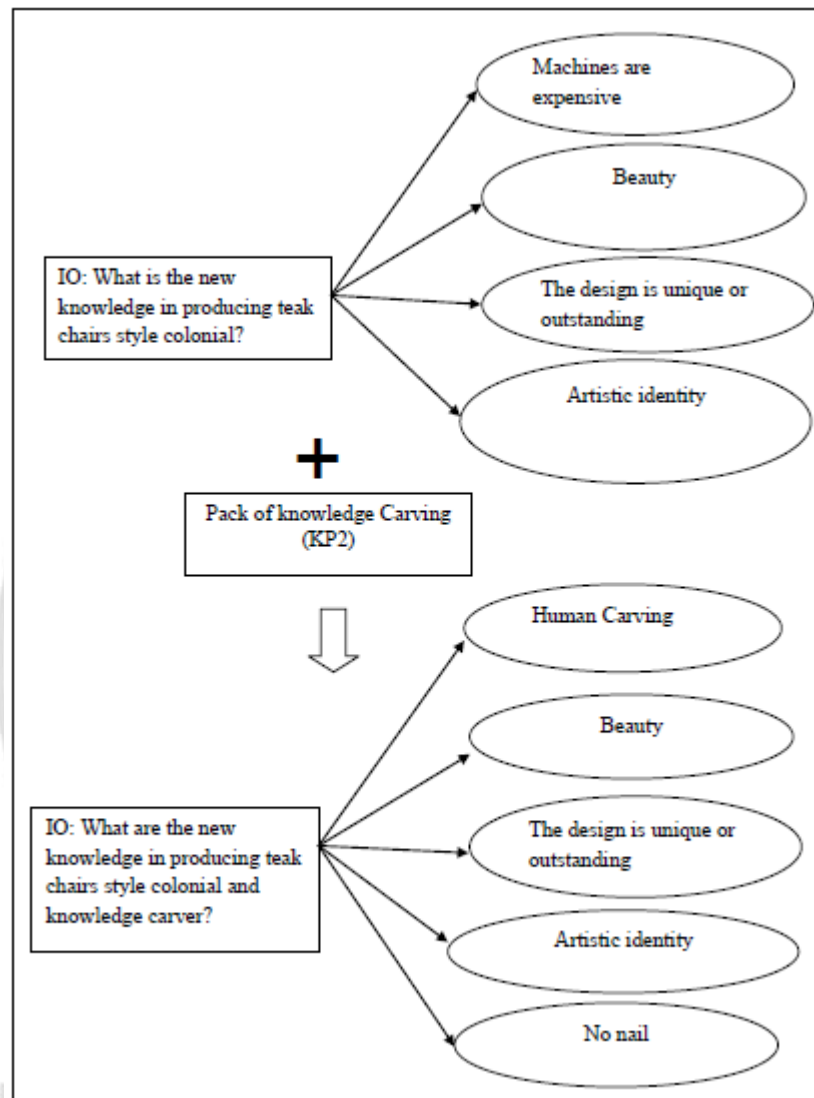 Machines are
expensive
Beauty
IO: What is the new
knowledge in producing teak
chairs style colonial?
The design is unique or
outstanding
Artistic identity
+
Pack of knowledge Carving
(KP2)
Human Carving
Beauty
IO: What are the new
knowledge in producing teak
chairs style colonial and
knowledge carver?
The design is unique or
outstanding
Artistic identity
No nail